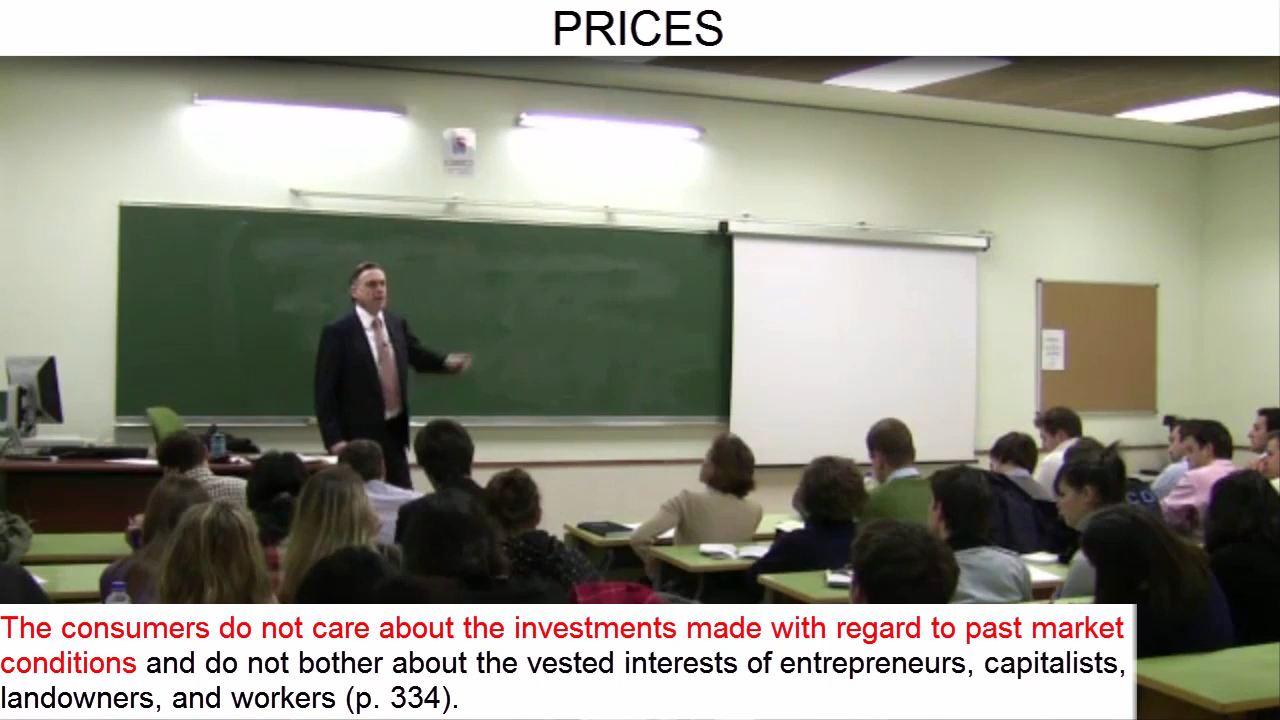 PRICES
The consumers do not care about the investments made with regard to past market
conditions and do not bother about the vested interests of entrepreneurs, capitalists,
landowners, and workers (p. 334).